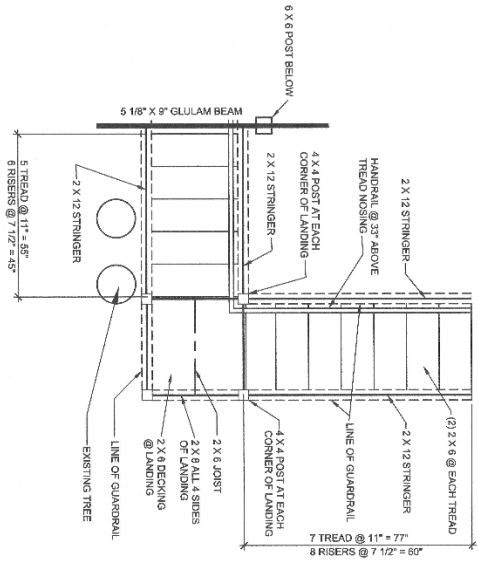 6 X 6 POST BELOW
5 1/8" X 9" GLULAM BEAM
2 X 12 STRINGER
5 TREAD @ 11" = 55"
6 RISERS @ 7 1/2" = 45"
2 X 12 STRINGER
4 X 4 POST AT EACH
CORNER OF LANDING
HANDRAIL @ 33" ABOVE
TREAD NOSING
2 X 12 STRINGER
EXISTING TREE
LINE OF GUARDRAIL
2 X 6 DECKING
@ LANDING
2 X 8 ALL 4 SIDES
OF LANDING
2 X 6 JOIST
4 X 4 POST AT EACH
CORNER OF LANDING
LINE OF GUARDRAIL
2 X 12 STRINGER
(2) 2 X 6 @ EACH TREAD
7 TREAD @ 11" = 77"
8 RISERS @ 7 1/2" = 60"